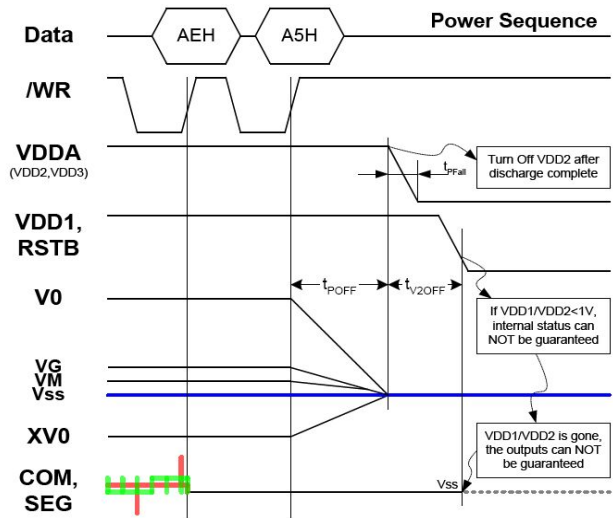 Power Sequence
Data
AEH
A5H
/WR
VDDA
(VDD2,VDD3)
tPFall
Turn Off VDD2 after
discharge complete
VDD1,
RSTB
tPOFF
tV2OFF
V0
If VDD1/VDD2<1V,
internal status can
NOT be guaranteed
VG
VM
Vss
XV0
VDD1/VDD2 is gone,
the outputs can NOT
be guaranteed
COM,
SEG
Vss